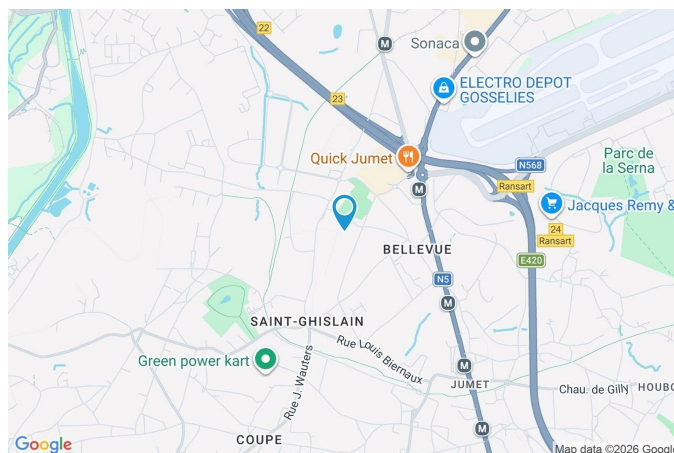 22
M
Sonaca
ELECTRO DEPOT
GOSSELIES
23
Quick Jumet
N568
Parc de
la Serna
Ransart
M
Jacques Remy &
24
Ransart
BELLEVUE
E420
N5
M
SAINT-GHISLAIN
Rue Louis Biernaux
Green power kart
M
Rue J. Wauters
JUMET
Chau. de Gilly
HOUBO
M
COUPE
Google
Map data ©2026 Google